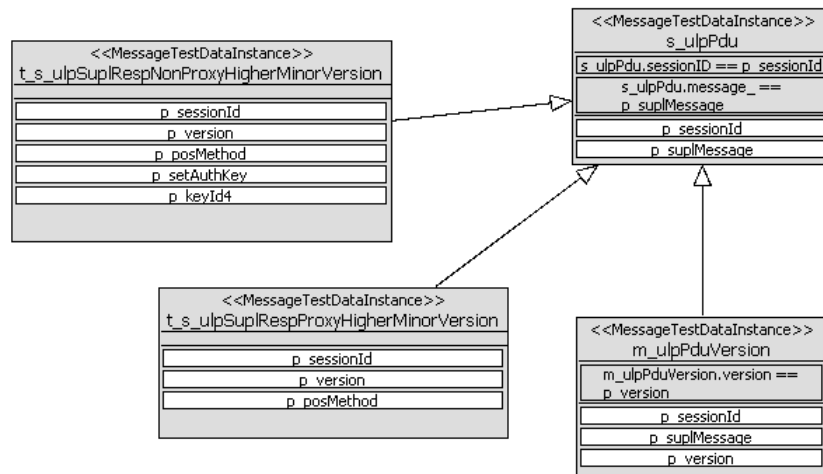 <<MessageTestDataInstance>>
t_s_ulpSuplRespNonProxyHigherMinorVersion
p_sessionId
p_version
p_posMethod
p_setAuthKey
p_keyId4
<<MessageTestDataInstance>>
s_ulpPdu
s_ulpPdu.sessionID == p_sessionId
s_ulpPdu.message_ ==
p_suplMessage
p_sessionId
p_suplMessage
<<MessageTestDataInstance>>
t_s_ulpSuplRespProxyHigherMinorVersion
p_sessionId
p_version
p_posMethod
<<MessageTestDataInstance>>
m_ulpPduVersion
m_ulpPduVersion.version ==
p_version
p_sessionId
p_suplMessage
p_version